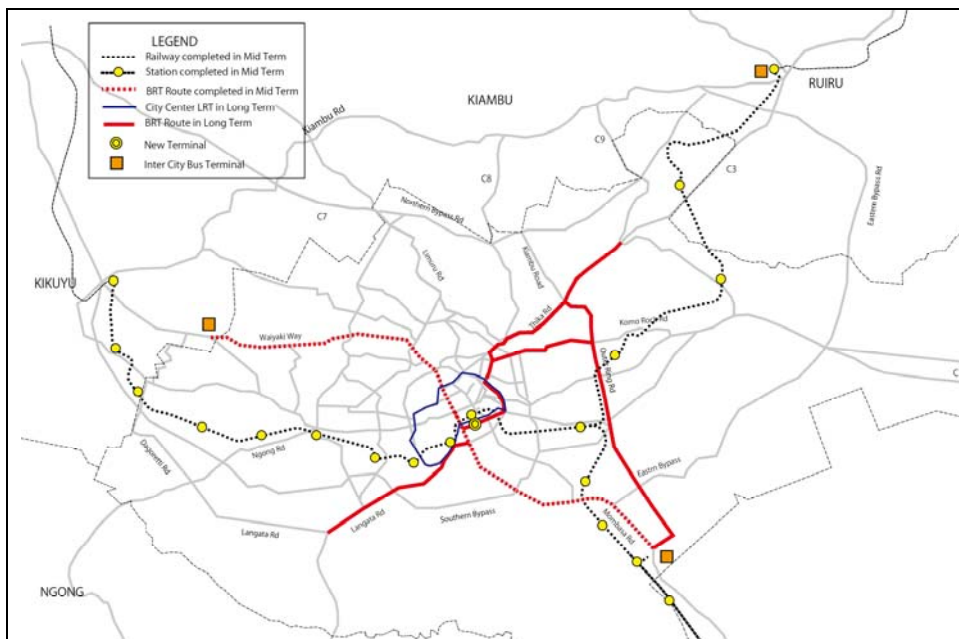 LEGEND
Railway completed in Mid Term
Station completed in Mid Term
BRT Route completed in Mid Term
City Center LRT in Long Term
BRT Route in Long Term
New Terminal
Inter City Bus Terminal
KIAMBU
RUIRU
Kiambu Rd
C9
C8
C3
Eastern Bypass Rd
C7
Northern Bypass Rd
Limuru Rd
Kiambu Road
KIKUYU
Thika Rd
Komo Rock Rd
Waiyaki Way
Outer Ring Rd
C
Ngong Rd
Dagoretti Rd
Eastrn Bypass
Langata Rd
Langata Rd
Southern Bypass
Mombasa Rd
NGONG